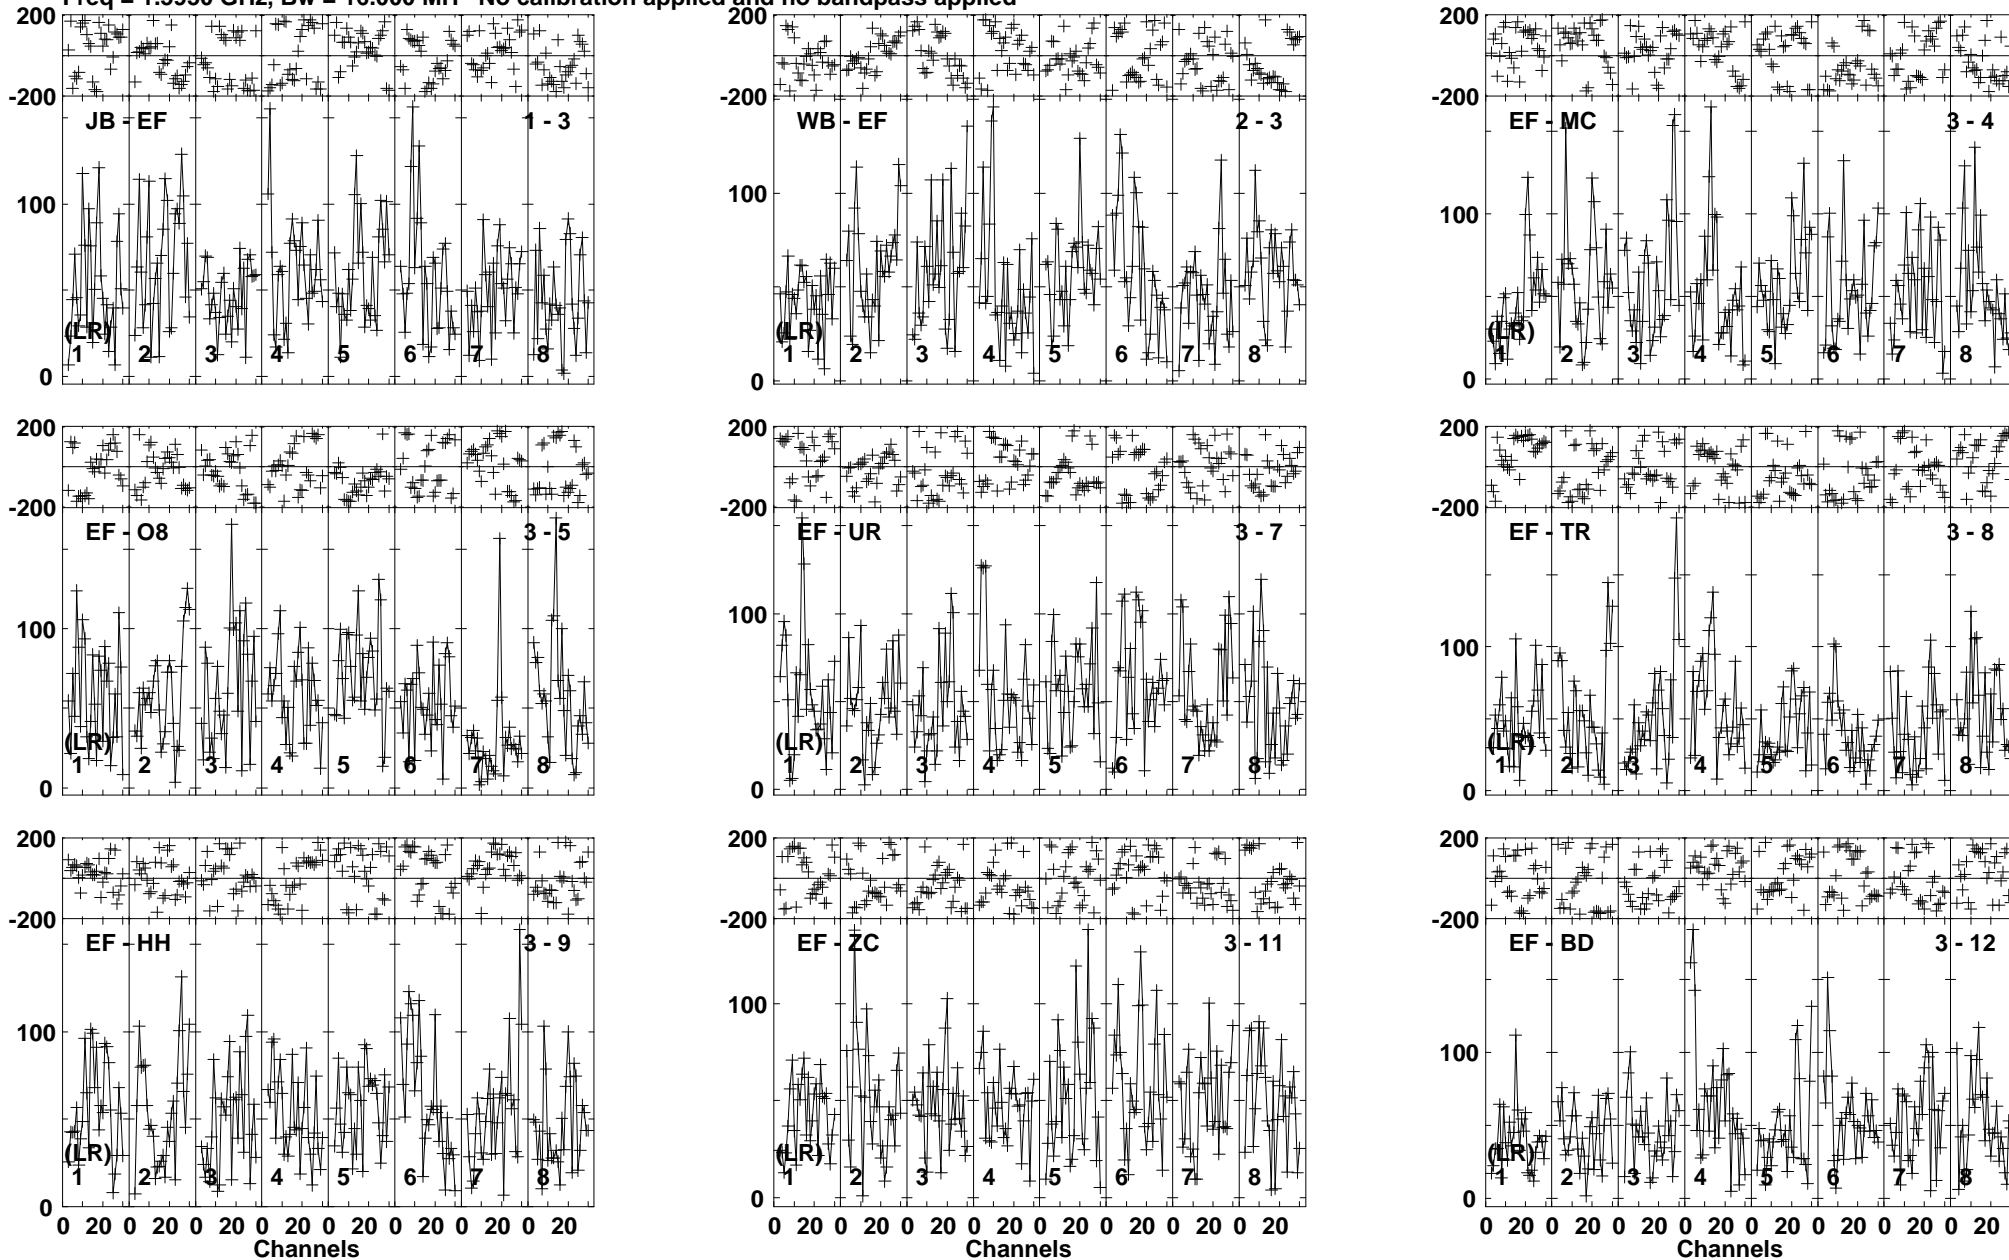 No calibration applied and no bandpass applied
200 200 200
-200 -200 -200
JB - EF 1 - 3 WB - EF 2 - 3 EF - MC 3 - 4
100 100 100
(LR) (LR) (LR)
1 2 3 4 5 6 7 8 1 2 3 4 5 6 7 8 1 2 3 4 5 6 7 8
0 0 0
200 200 200
-200 -200 -200
EF - O8 3 - 5 EF - UR 3 - 7 EF - TR 3 - 8
100 100 100
(LR) (LR) (LR)
1 2 3 4 5 6 7 8 1 2 3 4 5 6 7 8 1 2 3 4 5 6 7 8
0 0 0
200 200 200
-200 -200 -200
EF - HH 3 - 9 EF - ZC 3 - 11 EF - BD 3 - 12
100 100 100
(LR) (LR) (LR)
1 2 3 4 5 6 7 8 1 2 3 4 5 6 7 8 1 2 3 4 5 6 7 8
0 0 0
0 20 0 20 0 20 0 20 0 20 0 20 0 20 0 20 0 20 0 20 0 20 0 20 0 20 0 20 0 20 0 20 0 20 0 20 0 20 0 20 0 20 0 20 0 20 0 20
Channels Channels Channels